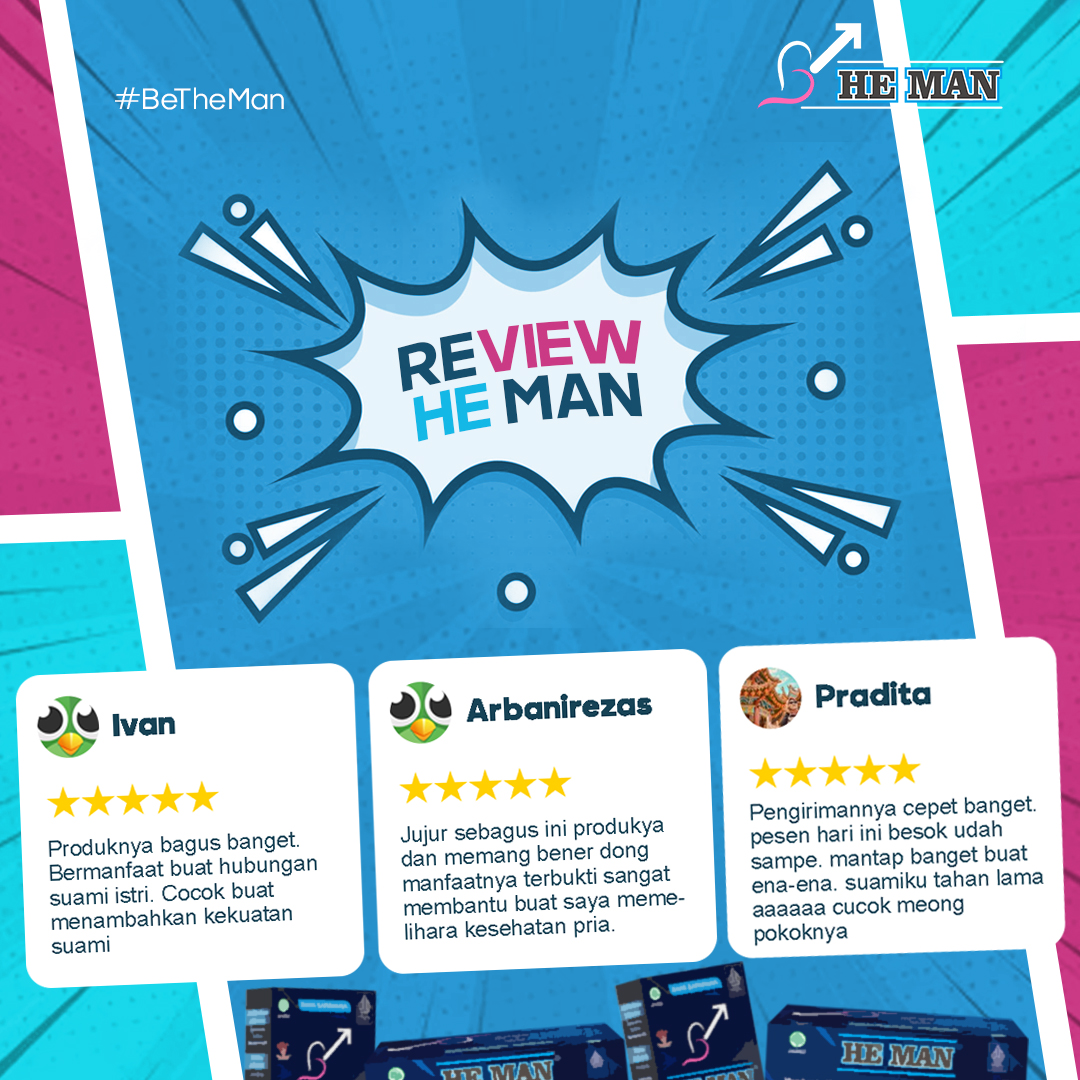 #BeTheMan
HE MAN
REVIEW
HE MAN
Ivan
Produknya bagus banget.
Bermanfaat buat hubungan
suami istri. Cocok buat
menambahkan kekuatan
suami
Arbanirezas
Jujur sebagus ini produkya
dan memang bener dong
manfaatnya terbukti sangat
membantu buat saya meme-
lihara kesehatan pria.
Pradita
Pengirimannya cepet banget.
pesen hari ini besok udah
sampe. mantap banget buat
ena-ena. suamiku tahan lama
aaaaaa cucok meong
pokoknya
HE MAN
HE MAN